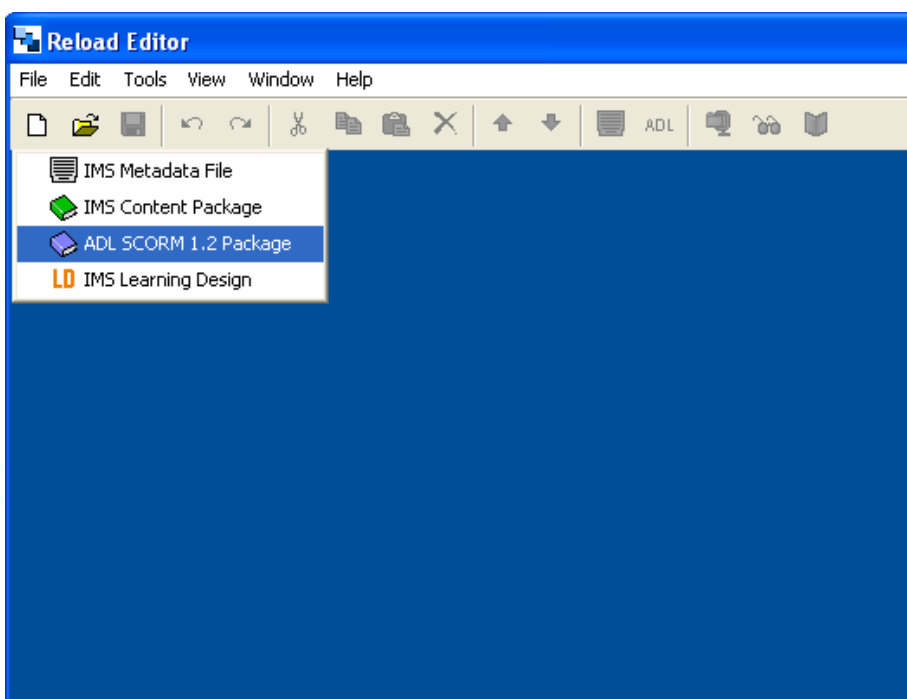 Reload Editor
File Edit Tools View Window Help
ADL
IMS Metadata File
IMS Content Package
ADL SCORM 1.2 Package
LD IMS Learning Design